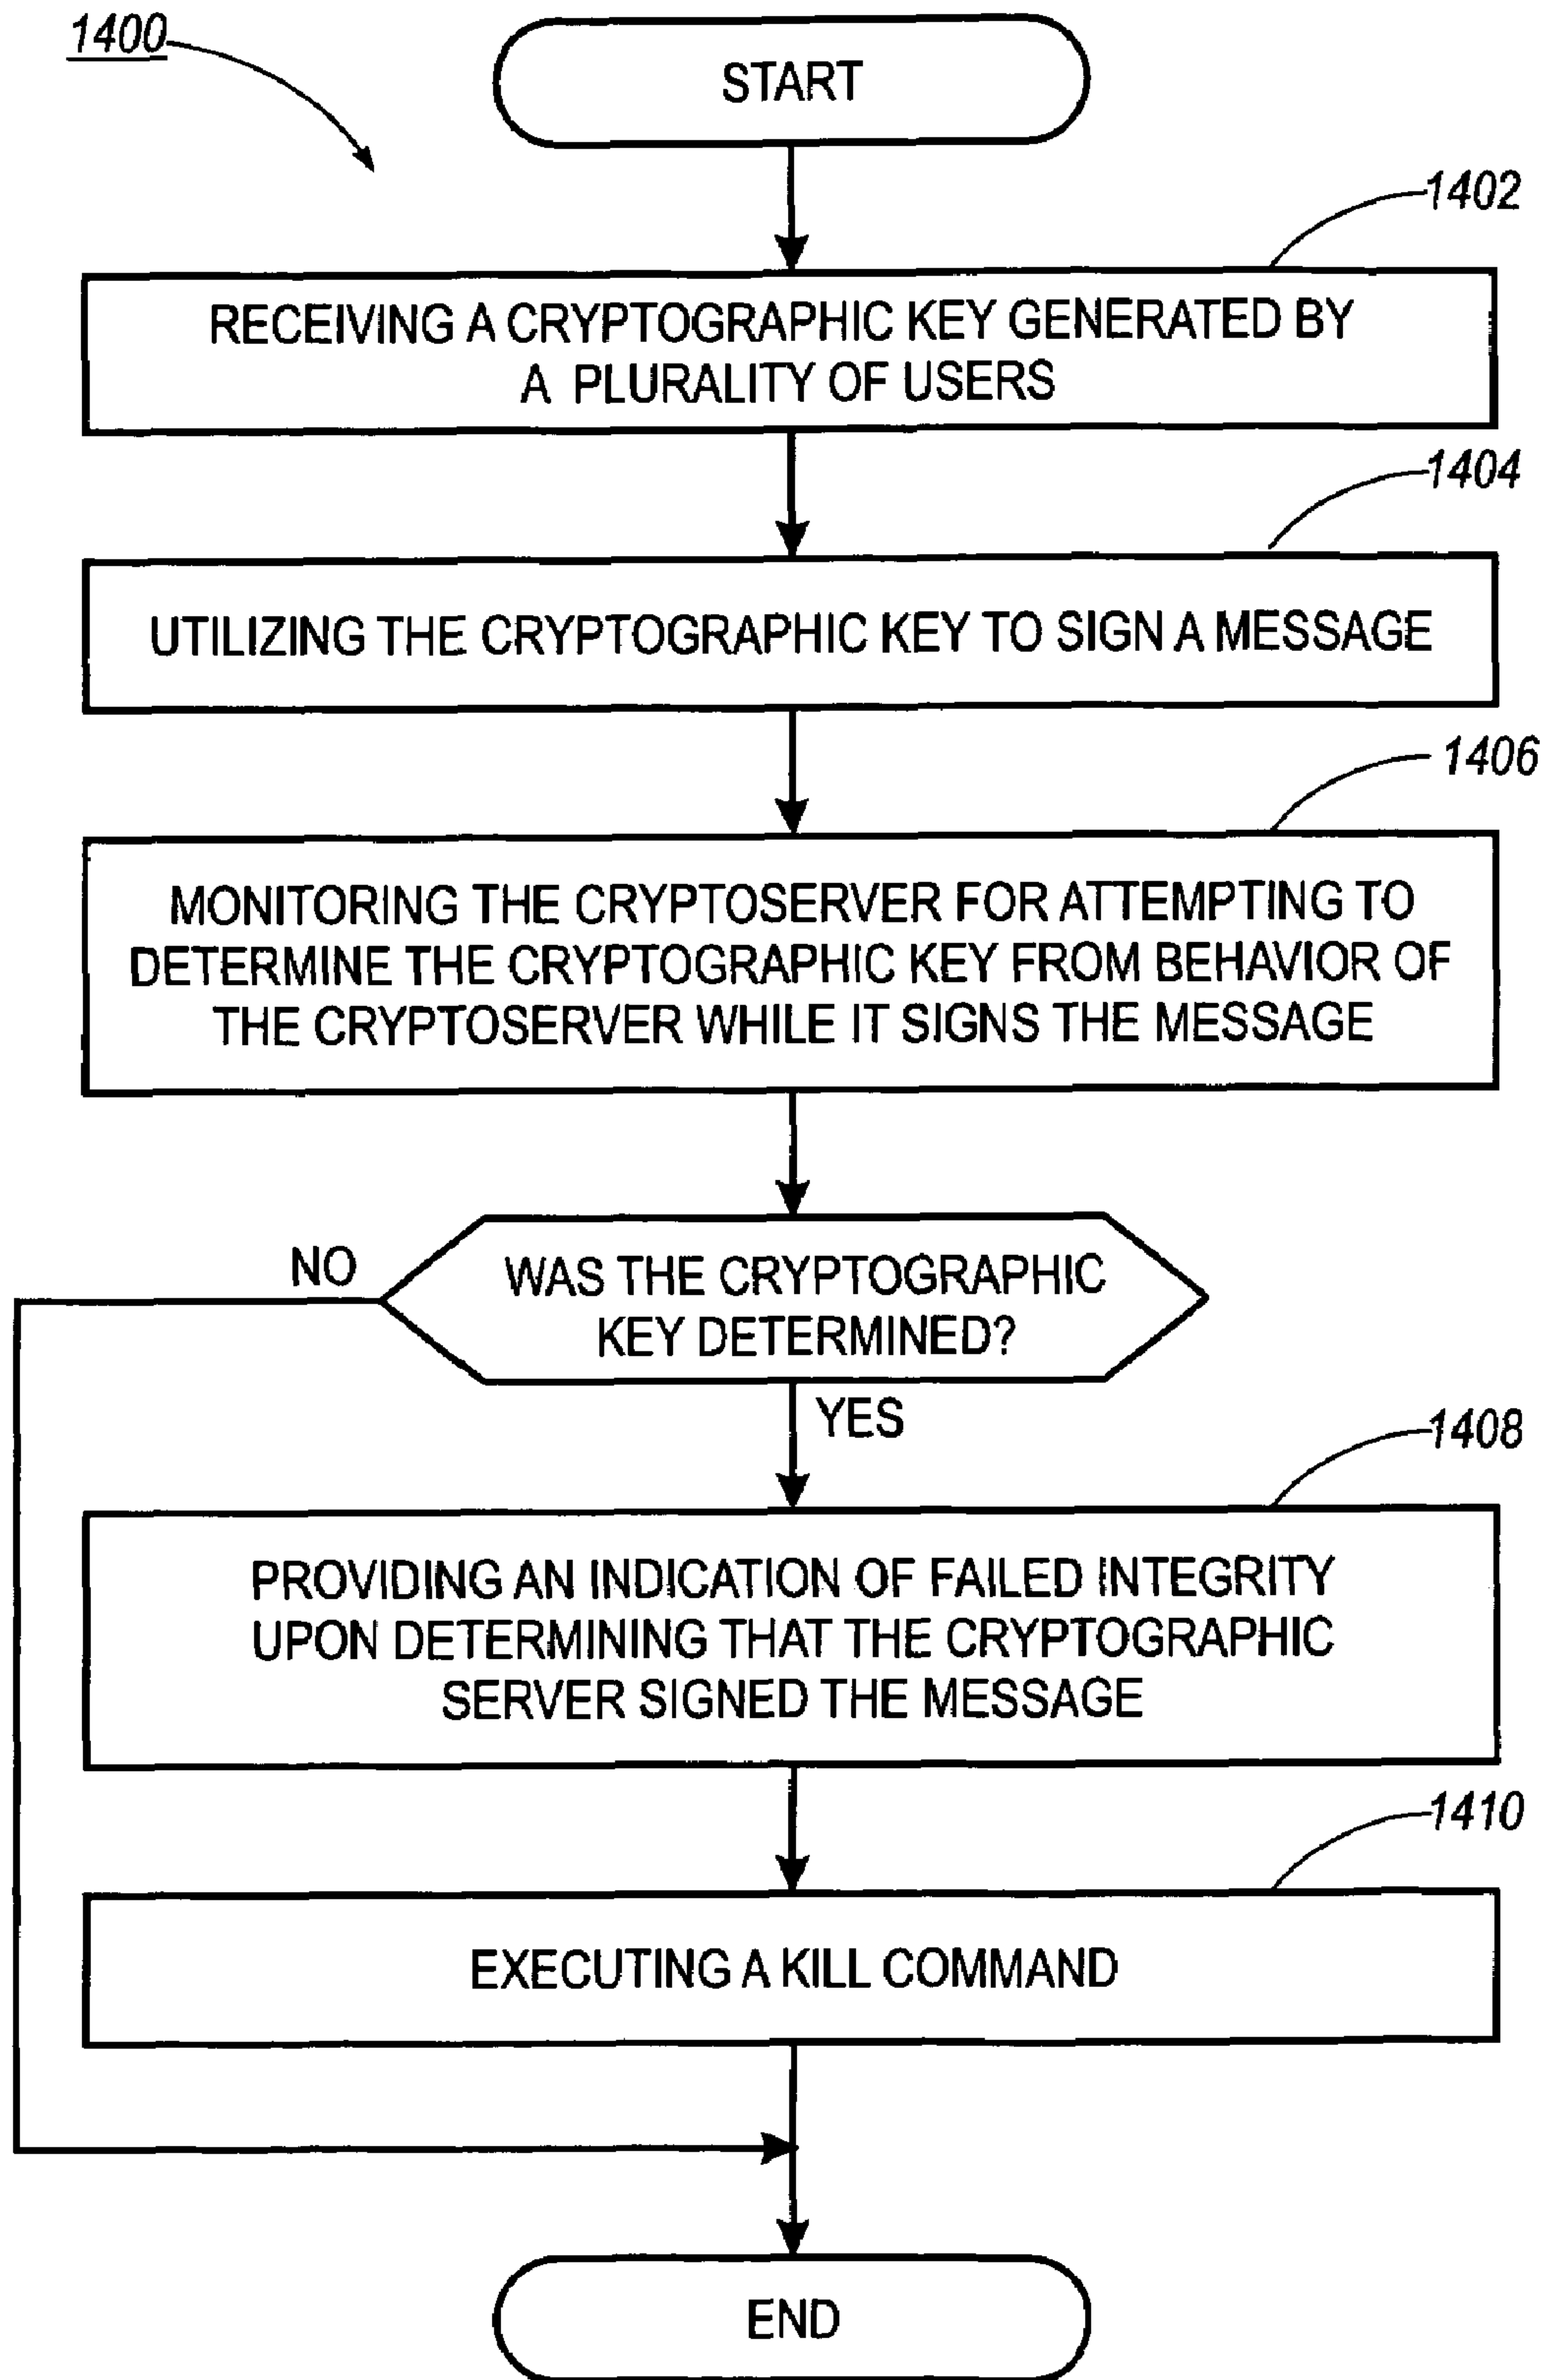 1400
START
1402
RECEIVING A CRYPTOGRAPHIC KEY GENERATED BY
A PLURALITY OF USERS
1404
UTILIZING THE CRYPTOGRAPHIC KEY TO SIGN A MESSAGE
1406
MONITORING THE CRYPTOSERVER FOR ATTEMPTING TO
DETERMINE THE CRYPTOGRAPHIC KEY FROM BEHAVIOR OF
THE CRYPTOSERVER WHILE IT SIGNS THE MESSAGE
NO
WAS THE CRYPTOGRAPHIC
KEY DETERMINED?
YES
1408
PROVIDING AN INDICATION OF FAILED INTEGRITY
UPON DETERMINING THAT THE CRYPTOGRAPHIC
SERVER SIGNED THE MESSAGE
1410
EXECUTING A KILL COMMAND
END